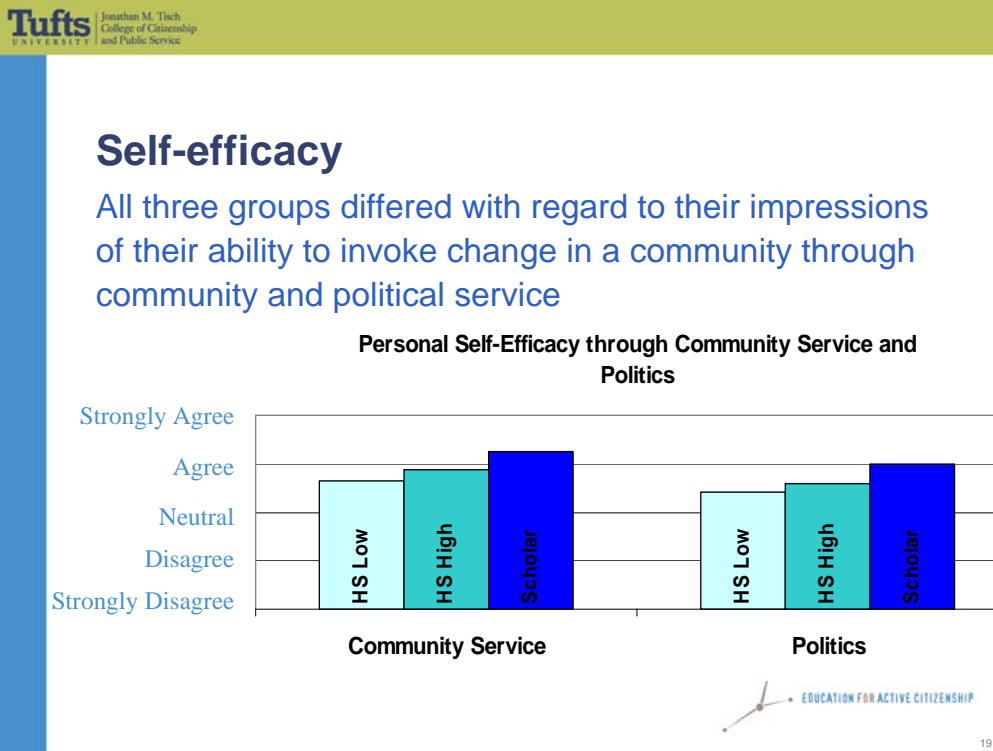 Tufts
UNIVERSITY
Jonathan M. Tisch
College of Citizenship
and Public Service
Self-efficacy
All three groups differed with regard to their impressions
of their ability to invoke change in a community through
community and political service
Personal Self-Efficacy through Community Service and
Politics
Strongly Agree
Agree
Neutral
Disagree
Strongly Disagree
HS Low
HS High
Scholar
HS Low
HS High
Scholar
Community Service
Politics
EDUCATION FOR ACTIVE CITIZENSHIP
19